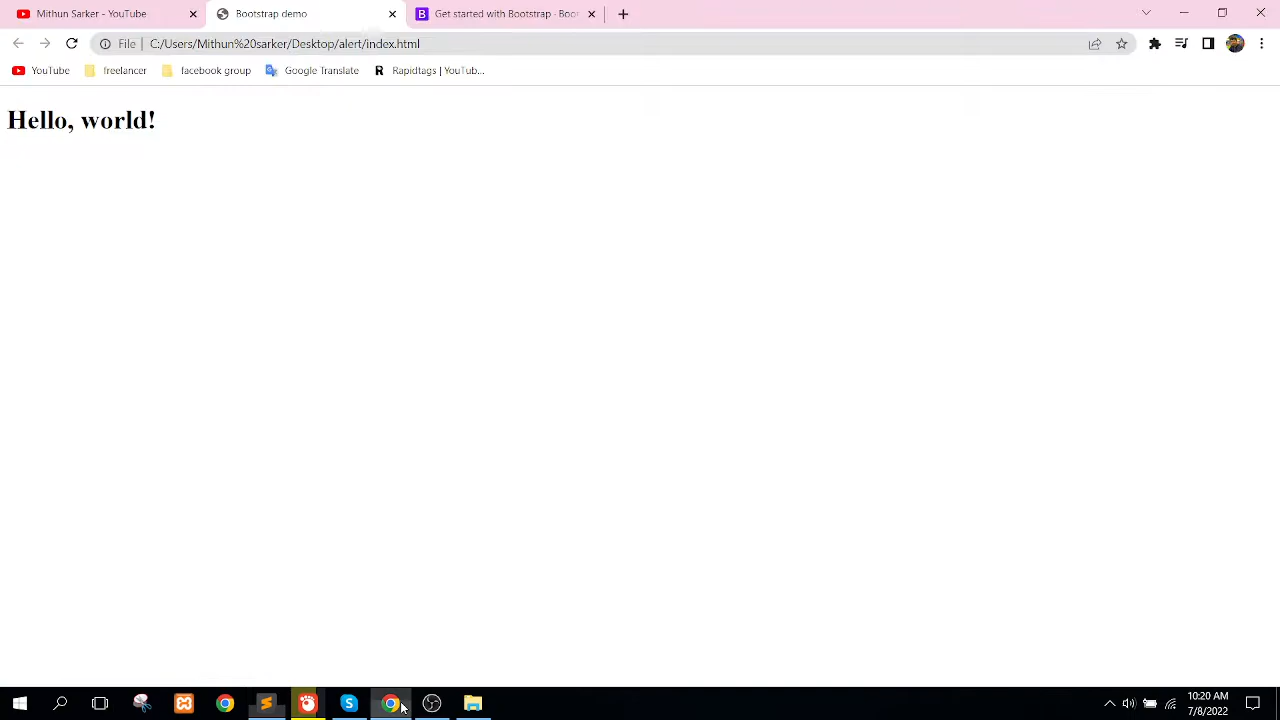 Mithun Sarker - YouTube
Bootstrap demo
Get started with Bootstrap - Boo
File
C:/Users/Mithun%20sarker/Desktop/alert/index.html
YouTube
freelancer
facebook group
Google Translate
Rapidtags | YouTub...
Hello, world!
10:20 AM
7/8/2022